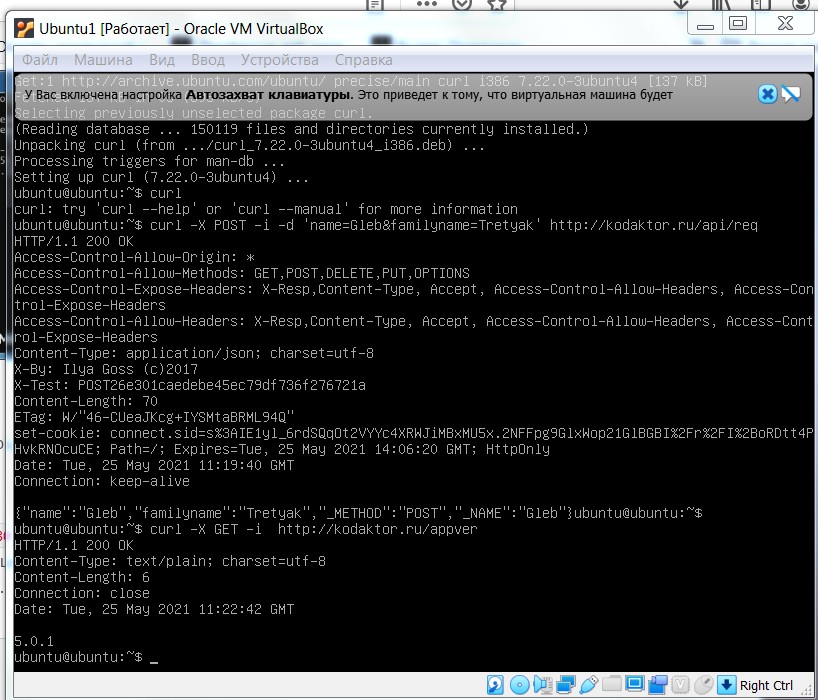 Ubuntu1 [Работает] - Oracle VM VirtualBox
Файл Машина Вид Ввод Устройства Справка
Get:1 http://archive.ubuntu.com/ubuntu/ precise/main curl i386 7.22.0-3ubuntu4 [137 kB]
У Вас включена настройка Автозахват клавиатуры. Это приведет к тому, что виртуальная машина будет
Selecting previously unselected package curl.
(Reading database ... 150119 files and directories currently installed.)
Unpacking curl (from .../curl_7.22.0-3ubuntu4_i386.deb) ...
Processing triggers for man-db ...
Setting up curl (7.22.0-3ubuntu4) ...
ubuntu@ubuntu:~$ curl
curl: try 'curl --help' or 'curl --manual' for more information
ubuntu@ubuntu:~$ curl -X POST -i -d 'name=Gleb&familyname=Tretyak' http://kodaktor.ru/api/req
HTTP/1.1 200 OK
Access-Control-Allow-Origin: *
Access-Control-Allow-Methods: GET,POST,DELETE,PUT,OPTIONS
Access-Control-Expose-Headers: X-Resp,Content-Type, Accept, Access-Control-Allow-Headers, Access-Con
trol-Expose-Headers
Access-Control-Allow-Headers: X-Resp,Content-Type, Accept, Access-Control-Allow-Headers, Access-Cont
rol-Expose-Headers
Content-Type: application/json; charset=utf-8
X-By: Ilya Goss (c)2017
X-Test: POST26e301caedebe45ec79df736f276721a
Content-Length: 70
ETag: W/"46-CUeaJKcg+IYSMtaBRML94Q"
set-cookie: connect.sid=s%3AIE1yl_6rdSQqOt2VYYc4XRWJiMBxMU5x.2NFFpg9GlxWop21GlBGBI%2Fr%2FI%2BoRDtt4P
HvkRNOcuCE; Path=/; Expires=Tue, 25 May 2021 14:06:20 GMT; HttpOnly
Date: Tue, 25 May 2021 11:19:40 GMT
Connection: keep-alive
{"name":"Gleb","familyname":"Tretyak","_METHOD":"POST","_NAME":"Gleb"}ubuntu@ubuntu:~$
ubuntu@ubuntu:~$ curl -X GET -i  http://kodaktor.ru/appver
HTTP/1.1 200 OK
Content-Type: text/plain; charset=utf-8
Content-Length: 6
Connection: close
Date: Tue, 25 May 2021 11:22:42 GMT
5.0.1
ubuntu@ubuntu:~$ _
Right Ctrl